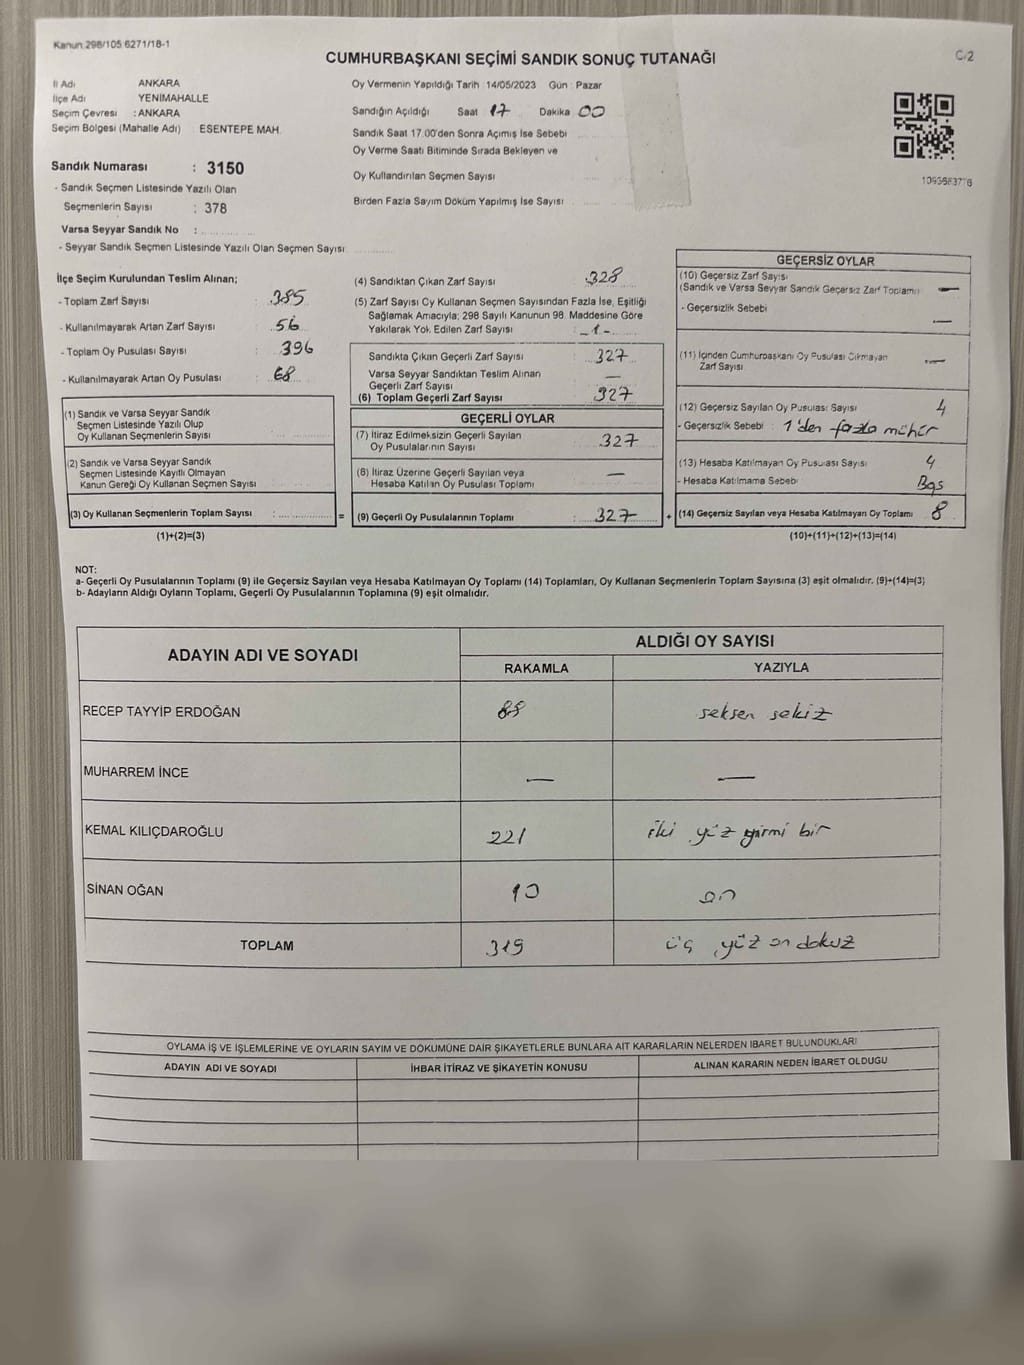 Kanun:298/105 6271/18-1
C/2
CUMHURBAŞKANI SEÇİMİ SANDIK SONUÇ TUTANAĞI
İl Adı ANKARA
İlçe Adı YENİMAHALLE
Seçim Çevresi : ANKARA
Seçim Bölgesi (Mahalle Adı) ESENTEPE MAH.
Oy Vermenin Yapıldığı Tarih 14/05/2023 Gün : Pazar
Sandığın Açıldığı Saat 17 Dakika 00
Sandık Saat 17.00'den Sonra Açımış İse Sebebi
Oy Verme Saati Bitiminde Sırada Bekleyen ve
Oy Kullandırılan Seçmen Sayısı
Birden Fazla Sayım Döküm Yapılmış İse Sayısı
Sandık Numarası : 3150
- Sandık Seçmen Listesinde Yazılı Olan
Seçmenlerin Sayısı : 378
Varsa Seyyar Sandık No :
- Seyyar Sandık Seçmen Listesinde Yazılı Olan Seçmen Sayısı
İlçe Seçim Kurulundan Teslim Alınan;
- Toplam Zarf Sayısı : 385
- Kullanılmayarak Artan Zarf Sayısı : 56
- Toplam Oy Pusulası Sayısı : 396
- Kullanılmayarak Artan Oy Pusulası : 68
(1) Sandık ve Varsa Seyyar Sandık
Seçmen Listesinde Yazılı Olup
Oy Kullanan Seçmenlerin Sayısı :
(2) Sandık ve Varsa Seyyar Sandık
Seçmen Listesinde Kayıtlı Olmayan
Kanun Gereği Oy Kullanan Seçmen Sayısı :
(3) Oy Kullanan Seçmenlerin Toplam Sayısı :
(1)+(2)=(3)
(4) Sandıktan Çıkan Zarf Sayısı : 328
(5) Zarf Sayısı Oy Kullanan Seçmen Sayısından Fazla İse, Eşitliği
Sağlamak Amacıyla; 298 Sayılı Kanunun 98. Maddesine Göre
Yakılarak Yok Edilen Zarf Sayısı : -1-
Sandıkta Çıkan Geçerli Zarf Sayısı : 327
Varsa Seyyar Sandıktan Teslim Alınan
Geçerli Zarf Sayısı —
(6) Toplam Geçerli Zarf Sayısı : 327
GEÇERLİ OYLAR
(7) İtiraz Edilmeksizin Geçerli Sayılan
Oy Pusulalarının Sayısı : 327
(8) İtiraz Üzerine Geçerli Sayılan veya
Hesaba Katılan Oy Pusulası Toplamı : —
= (9) Geçerli Oy Pusulalarının Toplamı : 327 +
GEÇERSİZ OYLAR
(10) Geçersiz Zarf Sayısı
(Sandık ve Varsa Seyyar Sandık Geçersiz Zarf Toplamı) —
- Geçersizlik Sebebi : —
(11) İçinden Cumhurbaşkanı Oy Pusulası Çıkmayan
Zarf Sayısı : —
(12) Geçersiz Sayılan Oy Pusulası Sayısı : 4
- Geçersizlik Sebebi : 1'den fazla mühür
(13) Hesaba Katılmayan Oy Pusulası Sayısı 4
- Hesaba Katılmama Sebebi Boş
(14) Geçersiz Sayılan veya Hesaba Katılmayan Oy Toplamı 8
(10)+(11)+(12)+(13)=(14)
NOT:
a- Geçerli Oy Pusulalarının Toplamı (9) ile Geçersiz Sayılan veya Hesaba Katılmayan Oy Toplamı (14) Toplamları, Oy Kullanan Seçmenlerin Toplam Sayısına (3) eşit olmalıdır. (9)+(14)=(3)
b- Adayların Aldığı Oyların Toplamı, Geçerli Oy Pusulalarının Toplamına (9) eşit olmalıdır.
ADAYIN ADI VE SOYADI
ALDIĞI OY SAYISI
RAKAMLA YAZIYLA
RECEP TAYYİP ERDOĞAN 88 seksen sekiz
MUHARREM İNCE — —
KEMAL KILIÇDAROĞLU 221 iki yüz yirmi bir
SİNAN OĞAN 10 on
TOPLAM 319 üç yüz on dokuz
OYLAMA İŞ VE İŞLEMLERİNE VE OYLARIN SAYIM VE DÖKÜMÜNE DAİR ŞİKAYETLERLE BUNLARA AİT KARARLARIN NELERDEN İBARET BULUNDUKLARI
ADAYIN ADI VE SOYADI İHBAR İTİRAZ VE ŞİKAYETİN KONUSU ALINAN KARARIN NEDEN İBARET OLDUĞU